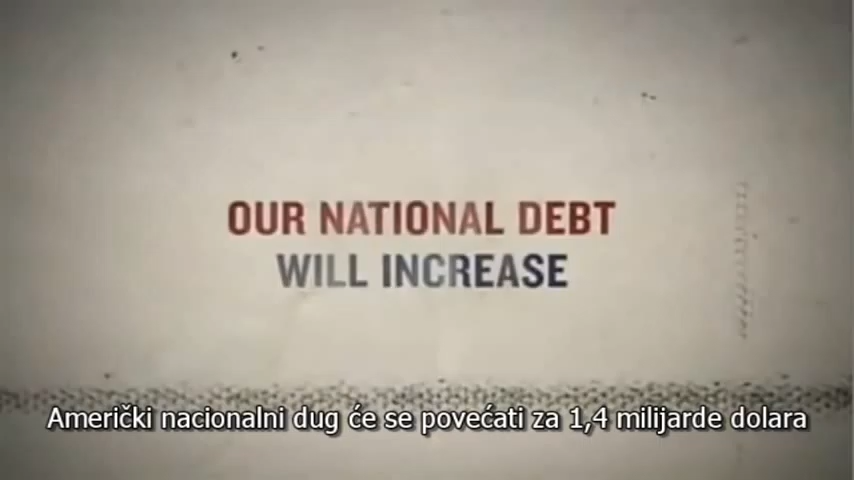 OUR NATIONAL DEBT
WILL INCREASE
Američki nacionalni dug će se povećati za 1,4 milijarde dolara